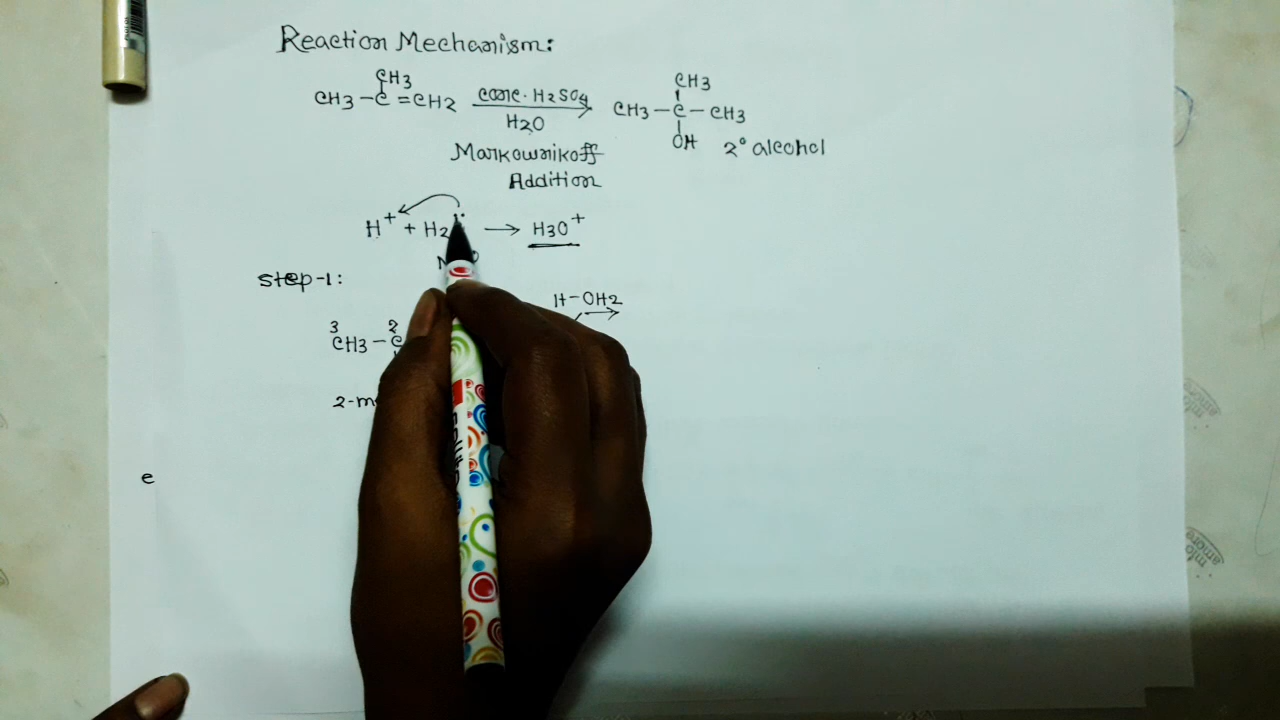 Reaction Mechanism:
CH3
CH3 - C = CH2 conc. H2SO4 H2O → CH3 - C - CH3
CH3
OH 2° alcohol
Markownikoff
Addition
H+ + H2 → H3O+
Step-1:
H-OH2 →
3 2
CH3 - C
2-m
e